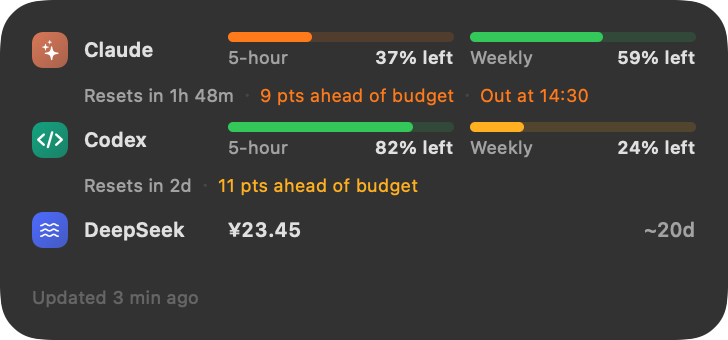 Claude
5-hour 37% left Weekly 59% left
Resets in 1h 48m · 9 pts ahead of budget · Out at 14:30
</> Codex
5-hour 82% left Weekly 24% left
Resets in 2d · 11 pts ahead of budget
DeepSeek ¥23.45 ~20d
Updated 3 min ago